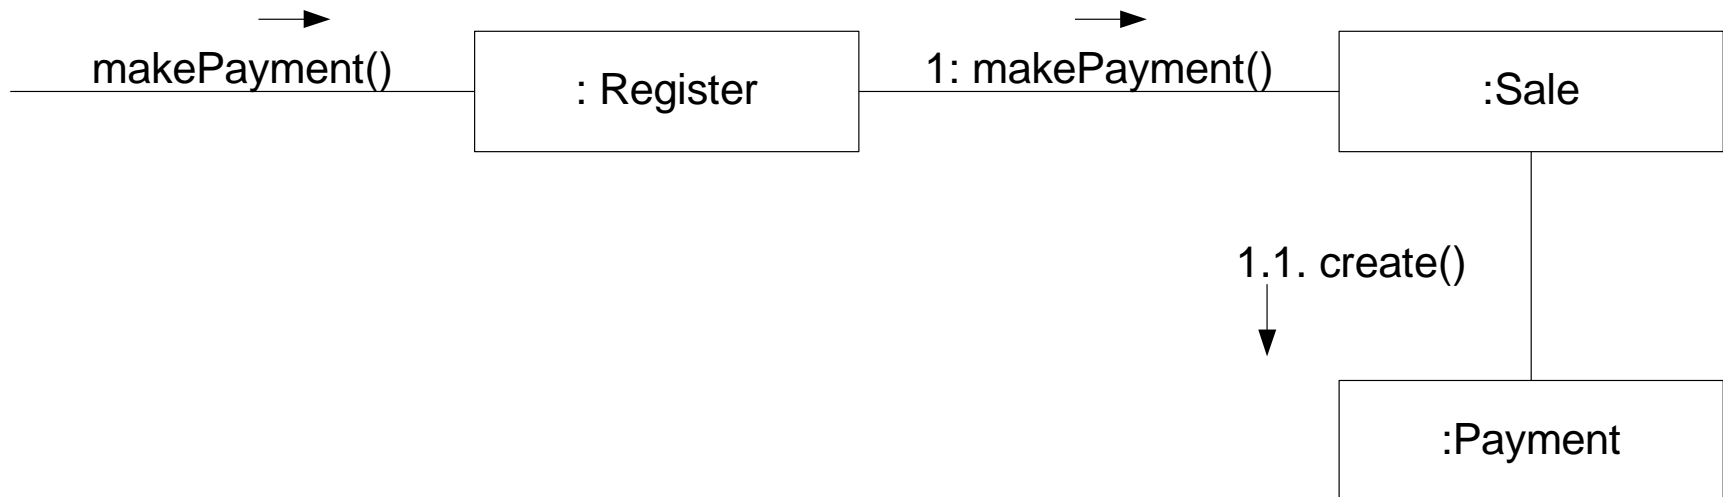 makePayment()
: Register
1: makePayment()
:Sale
1.1. create()
:Payment